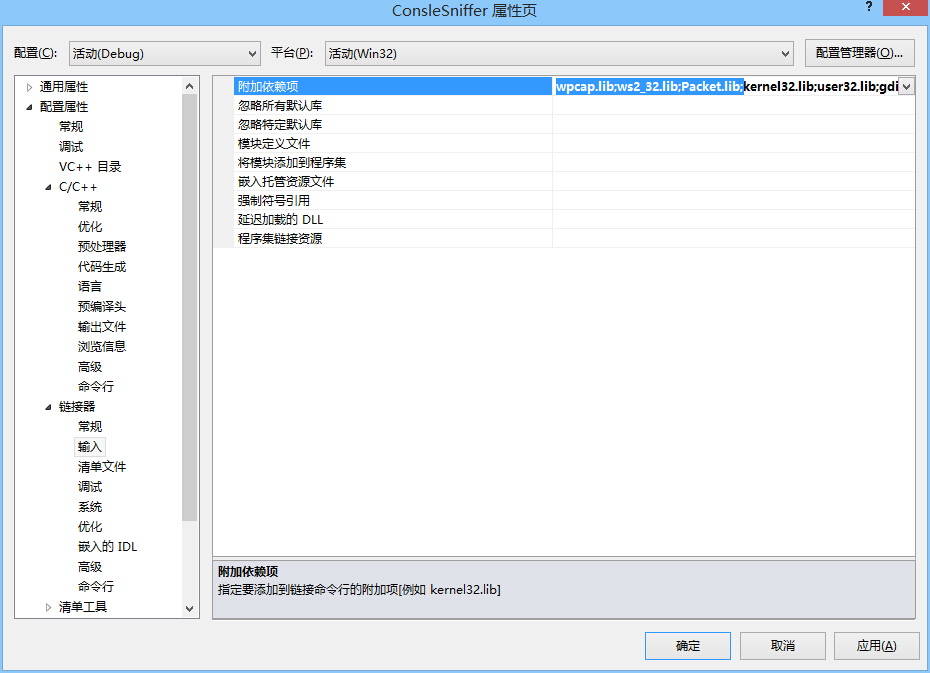 ConsleSniffer 属性页
?
配置(C):
活动(Debug)
平台(P):
活动(Win32)
配置管理器(O)...
通用属性
配置属性
常规
调试
VC++ 目录
C/C++
常规
优化
预处理器
代码生成
语言
预编译头
输出文件
浏览信息
高级
命令行
链接器
常规
输入
清单文件
调试
系统
优化
嵌入的 IDL
高级
命令行
清单工具
附加依赖项 wpcap.lib;ws2_32.lib;Packet.lib;kernel32.lib;user32.lib;gdi
忽略所有默认库
忽略特定默认库
模块定义文件
将模块添加到程序集
嵌入托管资源文件
强制符号引用
延迟加载的 DLL
程序集链接资源
附加依赖项
指定要添加到链接命令行的附加项[例如 kernel32.lib]
确定
取消
应用(A)